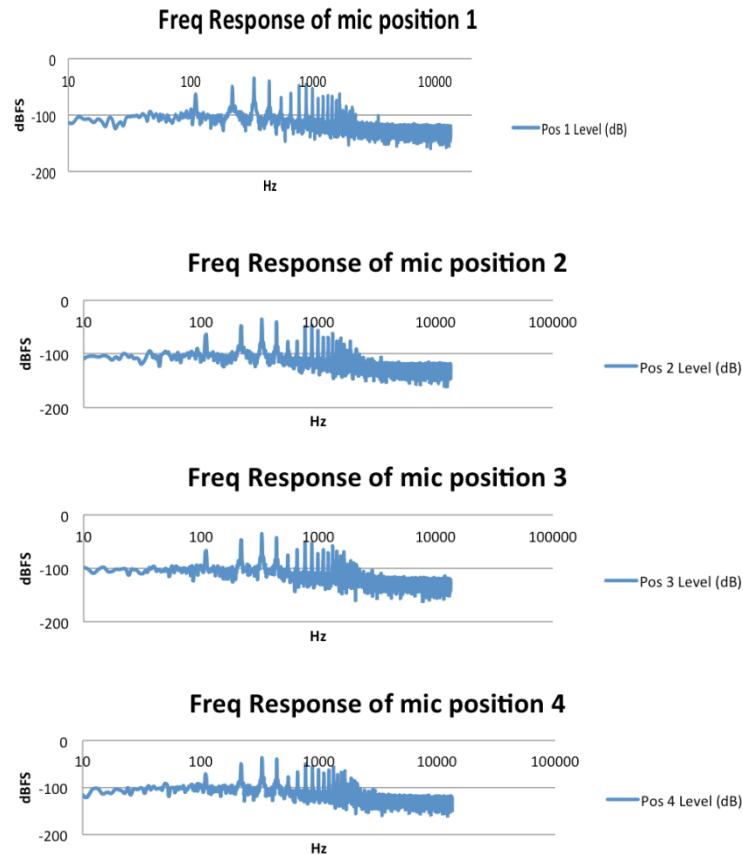 Freq Response of mic position 1
0
10 100 1000 10000
-100
-200
dBFS
Hz
Pos 1 Level (dB)
Freq Response of mic position 2
0
10 100 1000 10000 100000
-100
-200
dBFS
Hz
Pos 2 Level (dB)
Freq Response of mic position 3
0
10 100 1000 10000 100000
-100
-200
dBFS
Hz
Pos 3 Level (dB)
Freq Response of mic position 4
0
10 100 1000 10000 100000
-100
-200
dBFS
Hz
Pos 4 Level (dB)